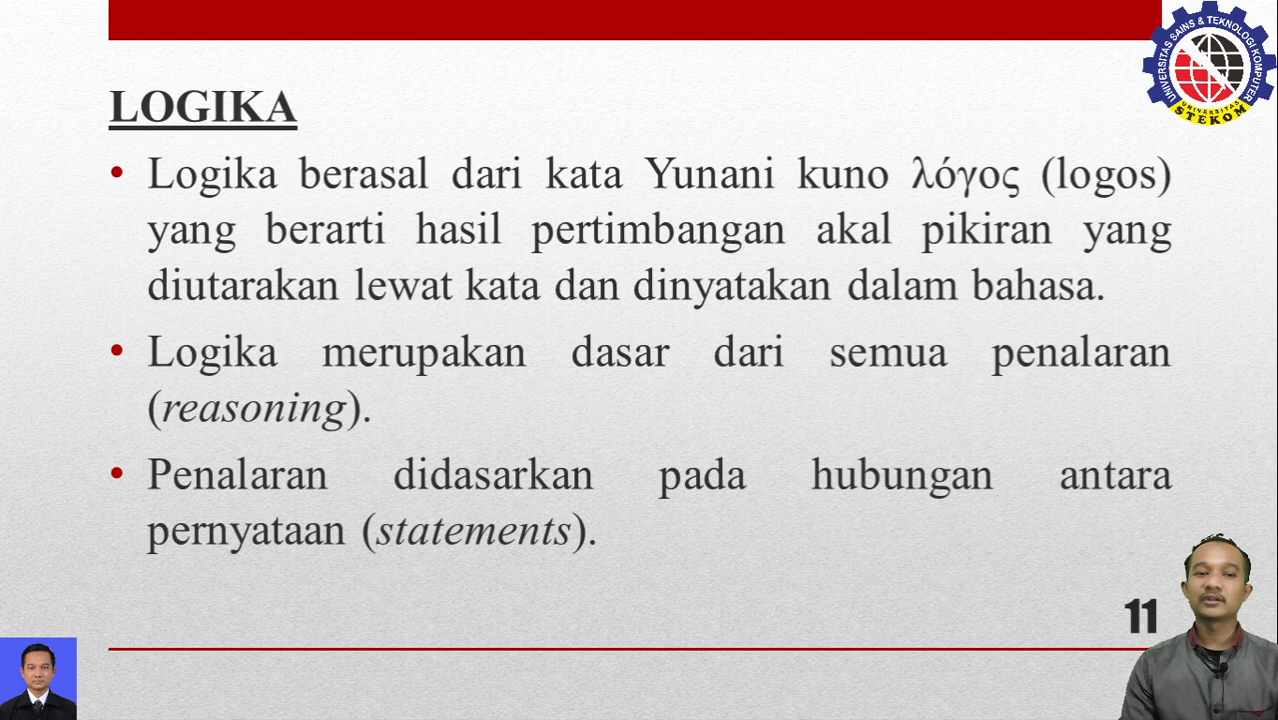 LOGIKA
• Logika berasal dari kata Yunani kuno λόγος (logos)
yang berarti hasil pertimbangan akal pikiran yang
diutarakan lewat kata dan dinyatakan dalam bahasa.
• Logika merupakan dasar dari semua penalaran
(reasoning).
• Penalaran didasarkan pada hubungan antara
pernyataan (statements).
11
UNIVERSITAS SAINS & TEKNOLOGI KOMPUTER
UNIVERSITAS
STEKOM